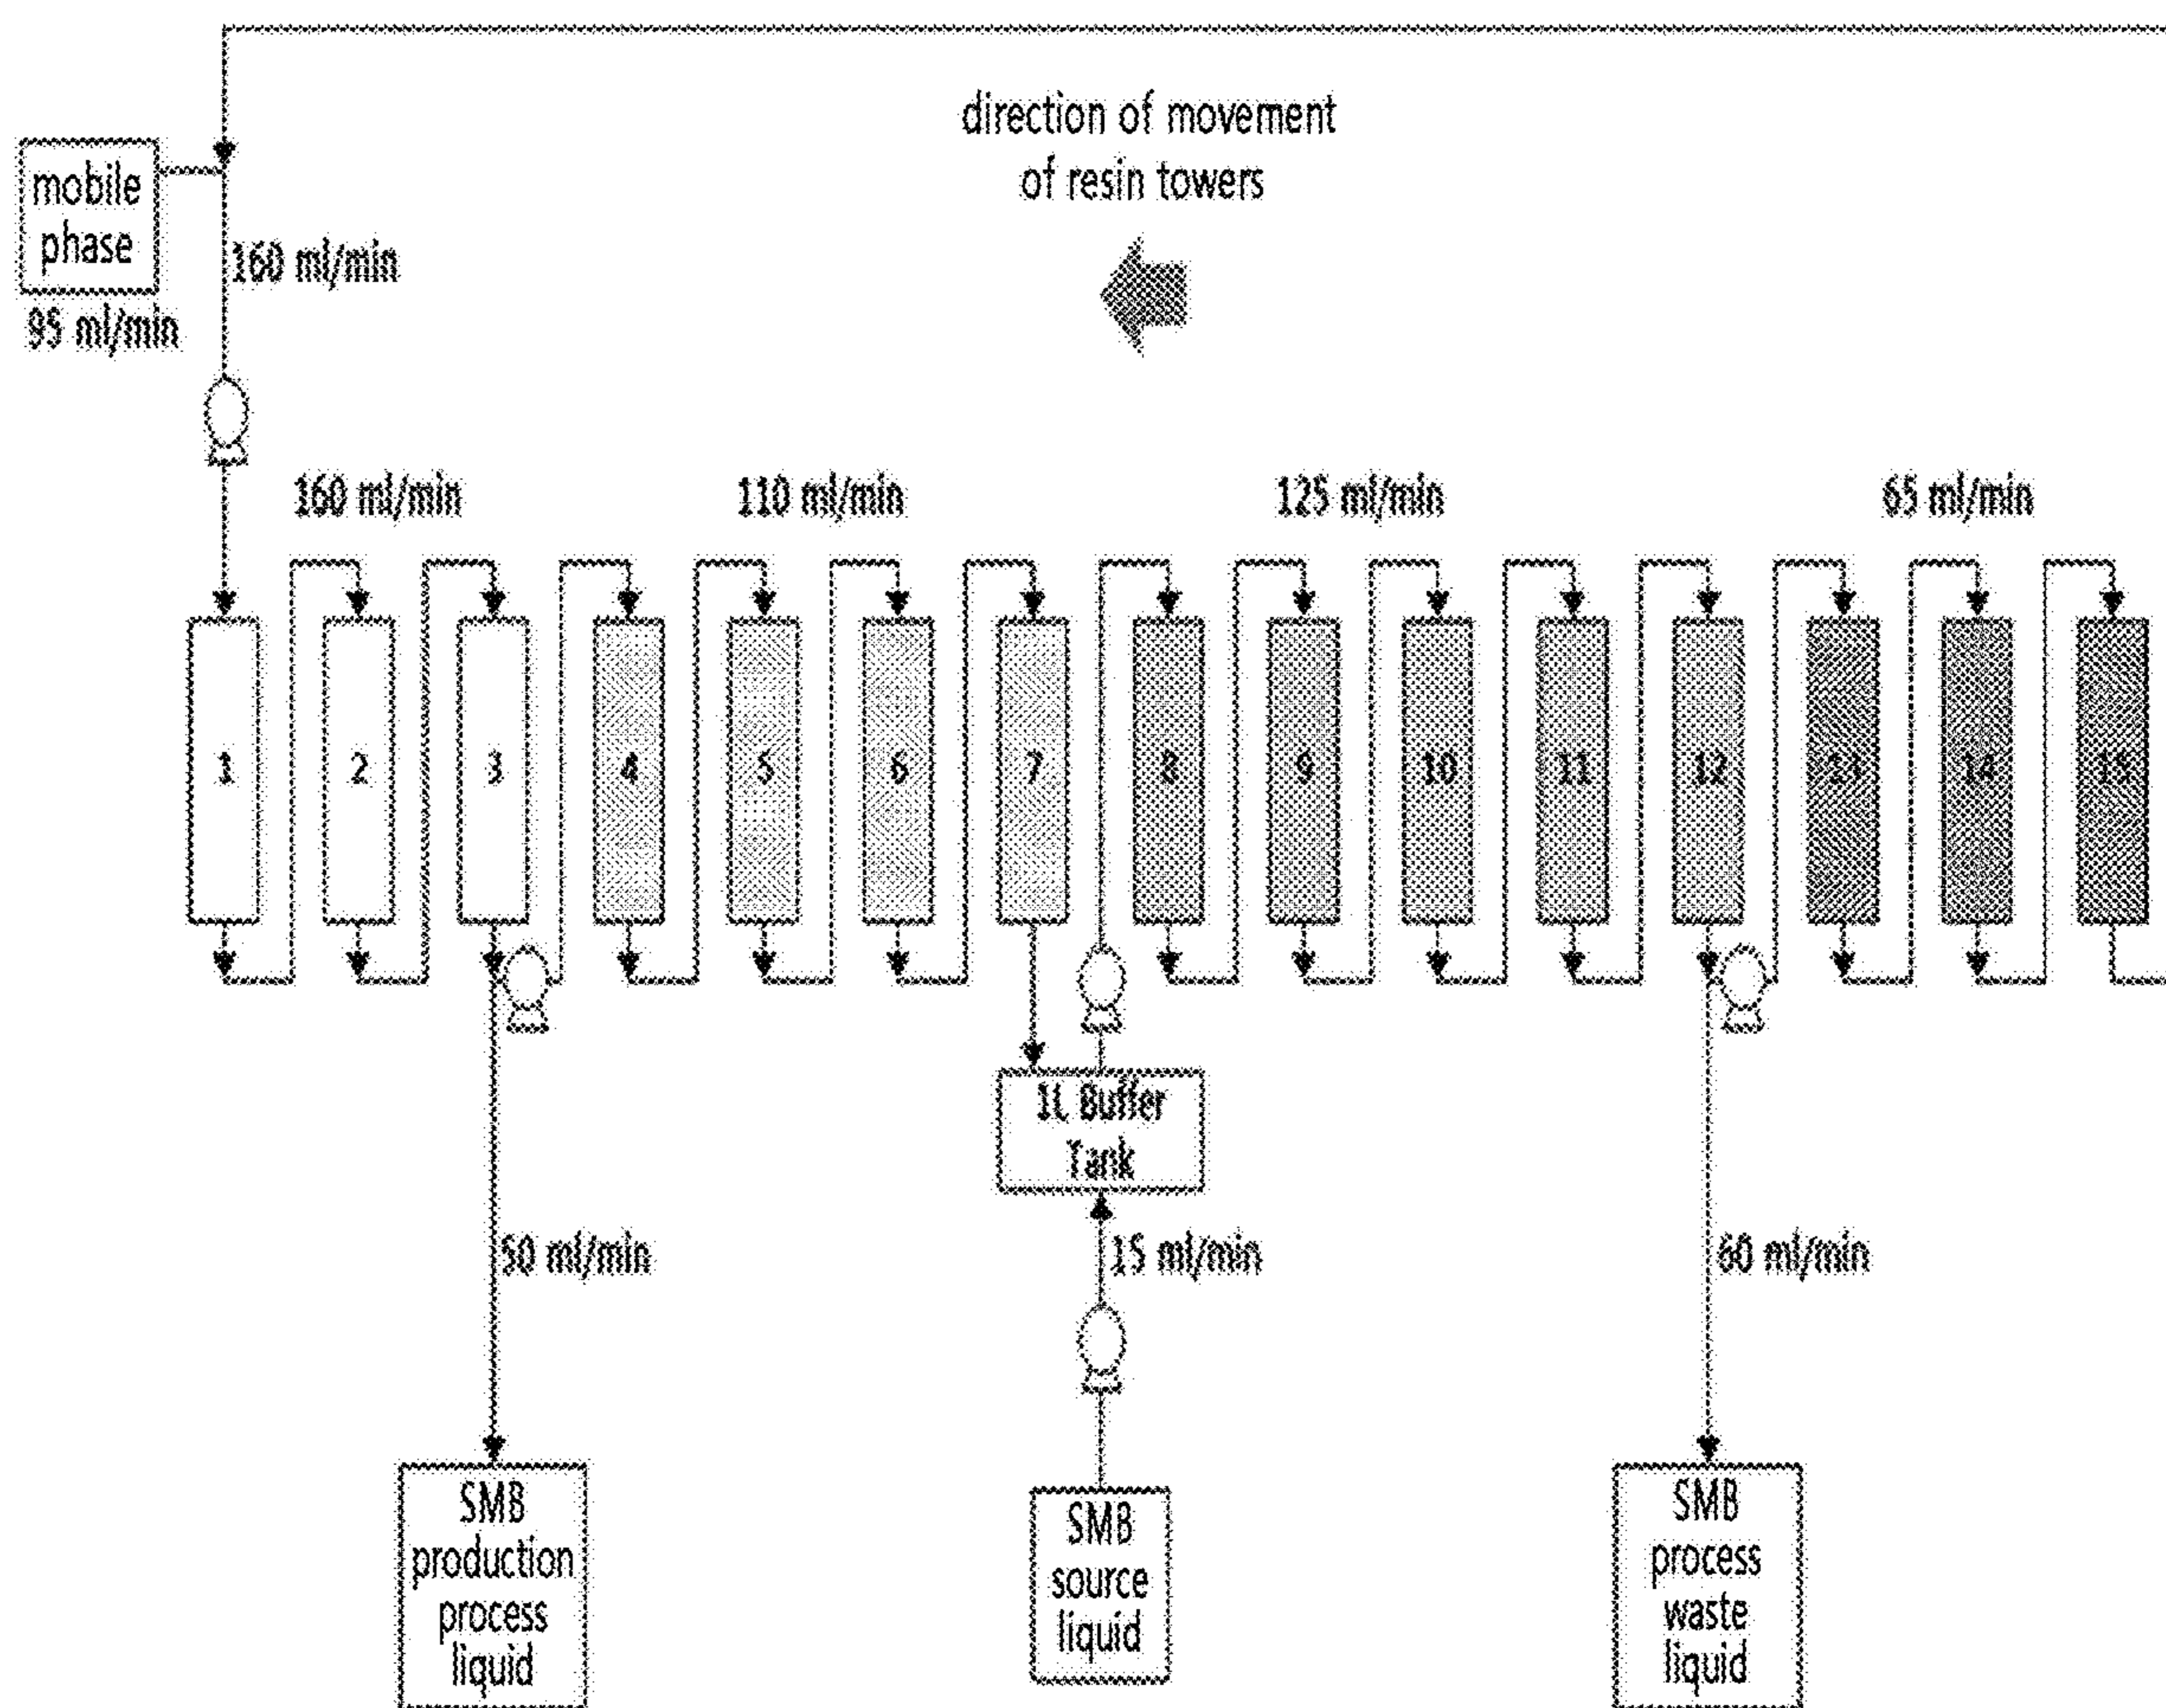 direction of movement
of resin towers
mobile
phase
95 ml/min
160 ml/min
160 ml/min
110 ml/min
125 ml/min
65 ml/min
1
2
3
4
5
6
7
8
9
10
11
12
13
14
15
1L Buffer
Tank
50 ml/min
15 ml/min
60 ml/min
SMB
production
process
liquid
SMB
source
liquid
SMB
process
waste
liquid